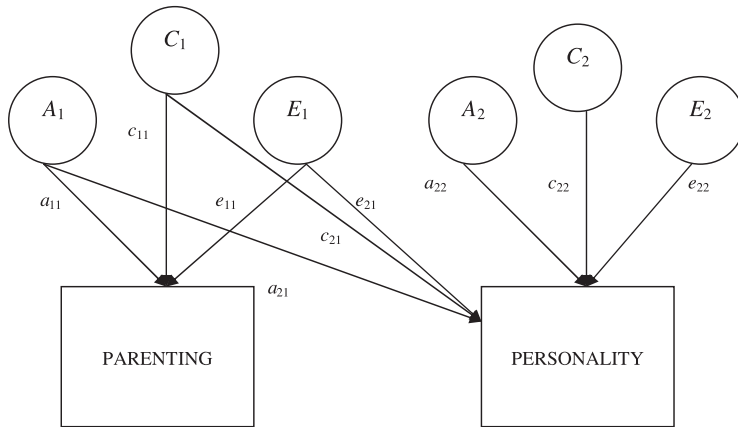 C₁
C₂
A₁
E₁
A₂
E₂
c₁₁
a₁₁
e₁₁
e₂₁
a₂₂
c₂₂
e₂₂
c₂₁
a₂₁
PARENTING
PERSONALITY